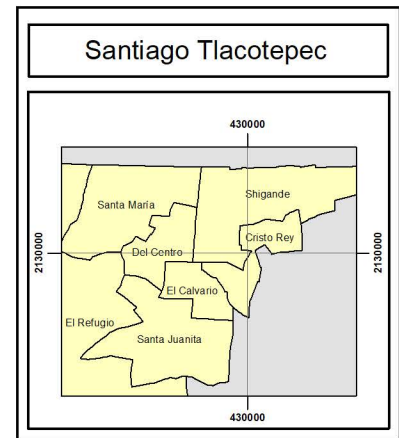 Santiago Tlacotepec
430000
Shigande
Santa María
Cristo Rey
2130000
Del Centro
2130000
El Calvario
El Refugio
Santa Juanita
430000